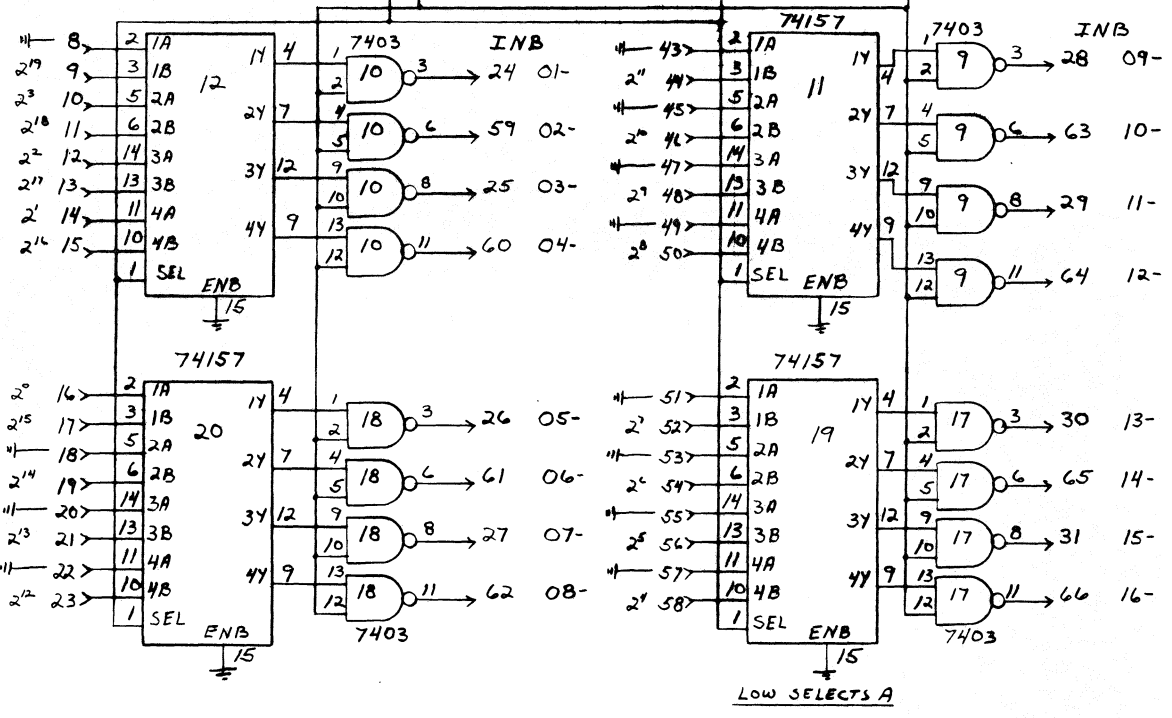 7403 INB 74157 7403 INB
8 2 1A 1Y 4 1 2 10 3 24 01-
2^19 9 3 1B
2^3 10 5 2A 12
2^18 11 6 2B 2Y 7 4 5 10 6 59 02-
2^2 12 14 3A
2^17 13 13 3B 3Y 12 9 10 10 8 25 03-
2^1 14 11 4A
2^16 15 10 4B 4Y 9 13 12 10 11 60 04-
1 SEL
ENB
15
43 2 1A 1Y 4 1 2 9 3 28 09-
2^11 44 3 1B
45 5 2A 11
2^10 46 6 2B 2Y 7 4 5 9 6 63 10-
47 14 3A
2^9 48 13 3B 3Y 12 9 10 9 8 29 11-
49 11 4A
2^8 50 10 4B 4Y 9 13 12 9 11 64 12-
1 SEL
ENB
15
74157 74157
2^0 16 2 1A 1Y 4 1 2 18 3 26 05-
2^15 17 3 1B
18 5 2A 20
2^14 19 6 2B 2Y 7 4 5 18 6 61 06-
20 14 3A
2^13 21 13 3B 3Y 12 9 10 18 8 27 07-
22 11 4A
2^12 23 10 4B 4Y 9 13 12 18 11 62 08-
1 SEL
ENB 7403
15
51 2 1A 1Y 4 1 2 17 3 30 13-
2^7 52 3 1B
53 5 2A 19
2^6 54 6 2B 2Y 7 4 5 17 6 65 14-
55 14 3A
2^5 56 13 3B 3Y 12 9 10 17 8 31 15-
57 11 4A
2^4 58 10 4B 4Y 9 13 12 17 11 66 16-
1 SEL
ENB 7403
15
LOW SELECTS A